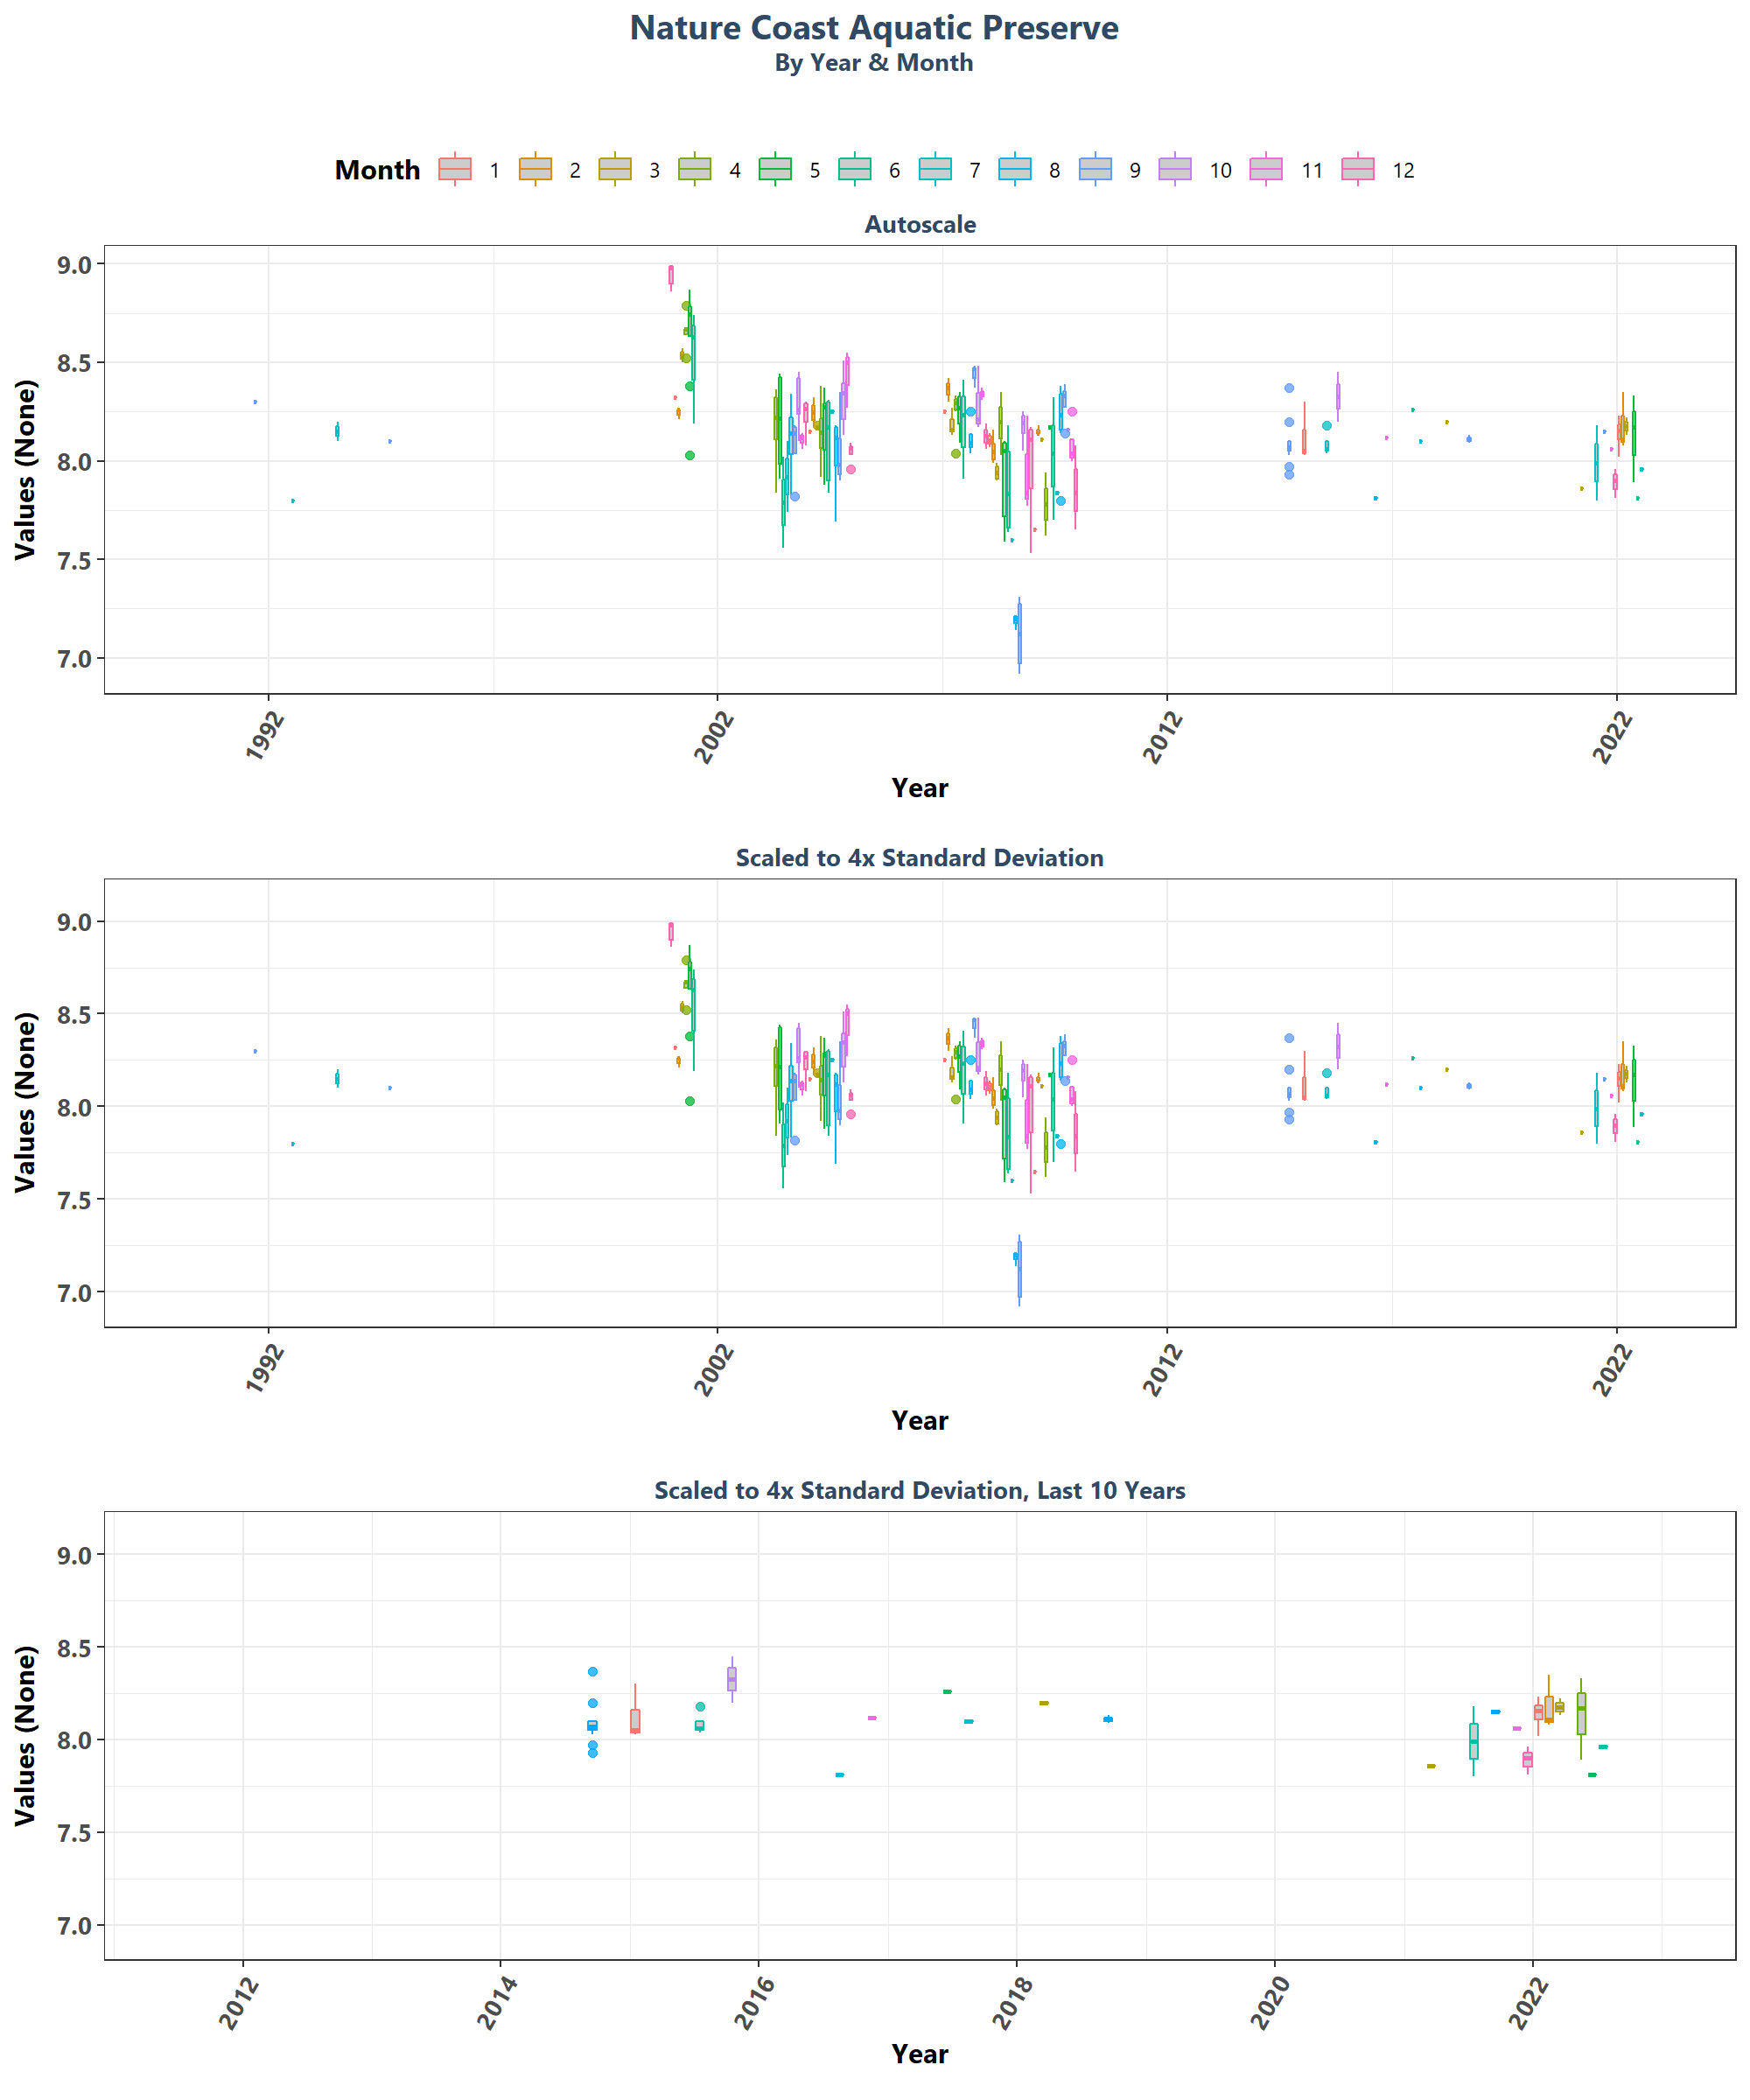 Nature Coast Aquatic Preserve
By Year & Month
Month 1 2 3 4 5 6 7 8 9 10 11 12
Autoscale
Values (None)
9.0
8.5
8.0
7.5
7.0
1992 2002 2012 2022
Year
Scaled to 4x Standard Deviation
Values (None)
9.0
8.5
8.0
7.5
7.0
1992 2002 2012 2022
Year
Scaled to 4x Standard Deviation, Last 10 Years
Values (None)
9.0
8.5
8.0
7.5
7.0
2012 2014 2016 2018 2020 2022
Year